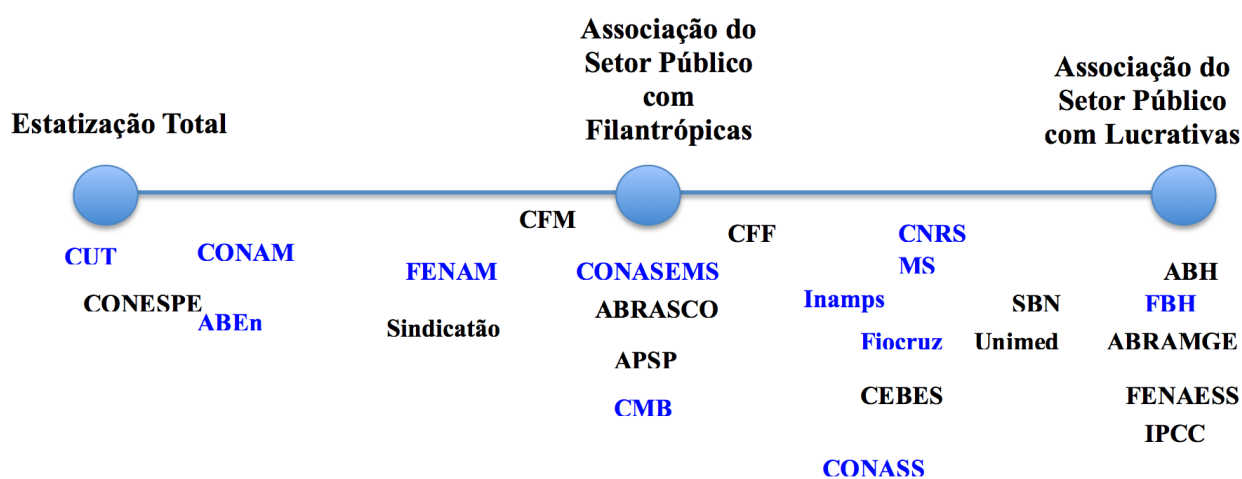 Associação do
Setor Público
com
Filantrópicas
Associação do
Setor Público
com Lucrativas
Estatização Total
CFM
CFF
CNRS
MS
CUT
CONAM
FENAM
CONASEMS
ABH
CONESPE
ABEn
Sindicatão
ABRASCO
Inamps
SBN
FBH
Fiocruz
Unimed
ABRAMGE
APSP
CEBES
FENAESS
CMB
IPCC
CONASS